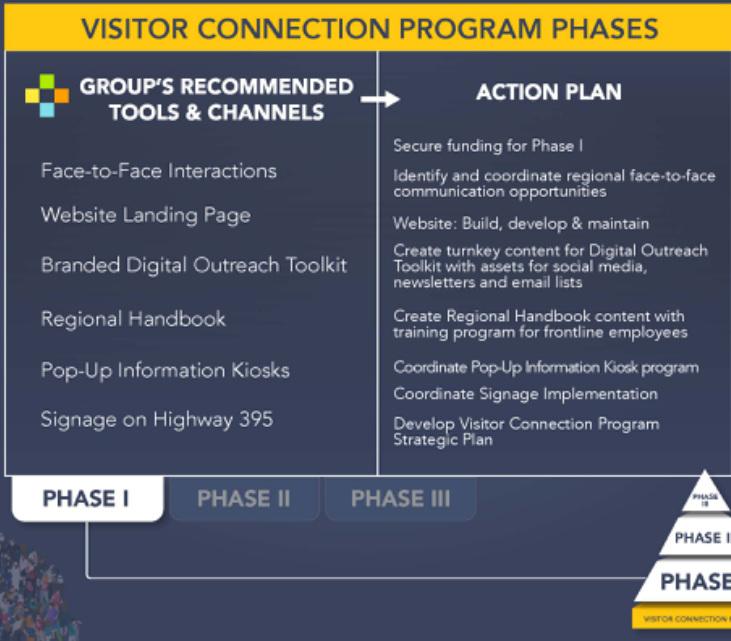 VISITOR CONNECTION PROGRAM PHASES
GROUP'S RECOMMENDED
TOOLS & CHANNELS
Face-to-Face Interactions
Website Landing Page
Branded Digital Outreach Toolkit
Regional Handbook
Pop-Up Information Kiosks
Signage on Highway 395
ACTION PLAN
Secure funding for Phase I
Identify and coordinate regional face-to-face
communication opportunities
Website: Build, develop & maintain
Create turnkey content for Digital Outreach
Toolkit with assets for social media,
newsletters and email lists
Create Regional Handbook content with
training program for frontline employees
Coordinate Pop-Up Information Kiosk program
Coordinate Signage Implementation
Develop Visitor Connection Program
Strategic Plan
PHASE I
PHASE II
PHASE III
PHASE
III
PHASE I
PHASE
VISITOR CONNECTION